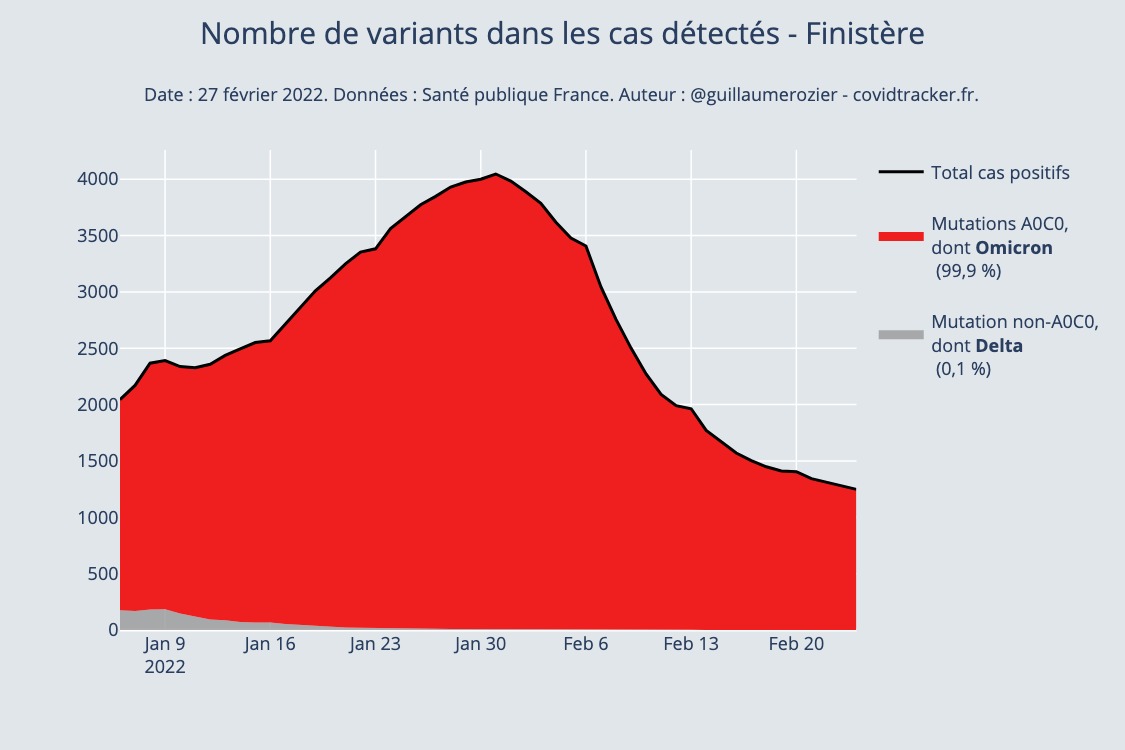 Nombre de variants dans les cas détectés - Finistère
Date : 27 février 2022. Données : Santé publique France. Auteur : @guillaumerozier - covidtracker.fr.
4000
3500
3000
2500
2000
1500
1000
500
0
Jan 9
2022
Jan 16
Jan 23
Jan 30
Feb 6
Feb 13
Feb 20
Total cas positifs
Mutations A0C0,
dont Omicron
(99,9 %)
Mutation non-A0C0,
dont Delta
(0,1 %)